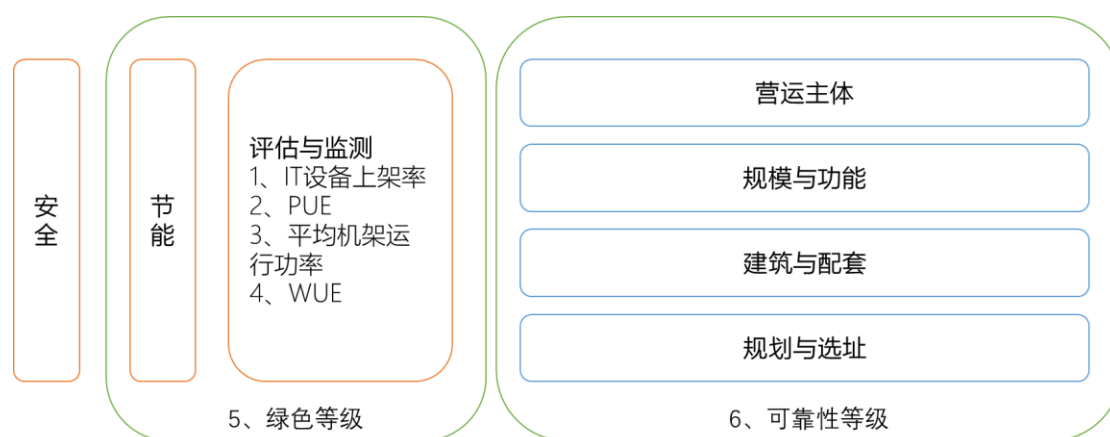 安
全
节
能
评估与监测
1、IT设备上架率
2、PUE
3、平均机架运
行功率
4、WUE
5、绿色等级
营运主体
规模与功能
建筑与配套
规划与选址
6、可靠性等级